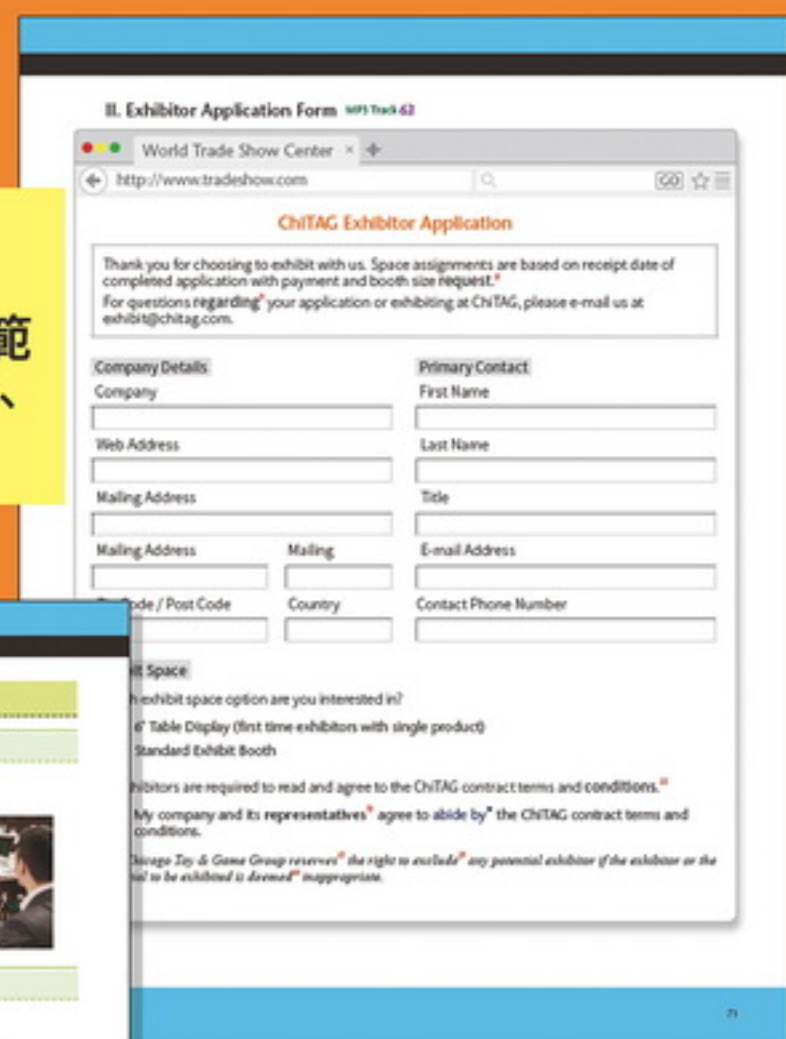 II. Exhibitor Application Form MP3 Track 62
World Trade Show Center × +
http://www.tradeshow.com
GO
ChiTAG Exhibitor Application
Thank you for choosing to exhibit with us. Space assignments are based on receipt date of
completed application with payment and booth size request.
For questions regarding your application or exhibiting at ChiTAG, please e-mail us at
exhibit@chitag.com.
範
、
Company Details
Company
Web Address
Mailing Address
Mailing Address Mailing
Code / Post Code Country
Primary Contact
First Name
Last Name
Title
E-mail Address
Contact Phone Number
Space
exhibit space option are you interested in?
6' Table Display (first time exhibitors with single product)
Standard Exhibit Booth
are required to read and agree to the ChiTAG contract terms and conditions.
My company and its representatives agree to abide by the ChiTAG contract terms and
conditions.
Chicago Toy & Game Group reserves the right to exclude any potential exhibitor if the exhibitor or the
to be exhibited is deemed inappropriate.
71